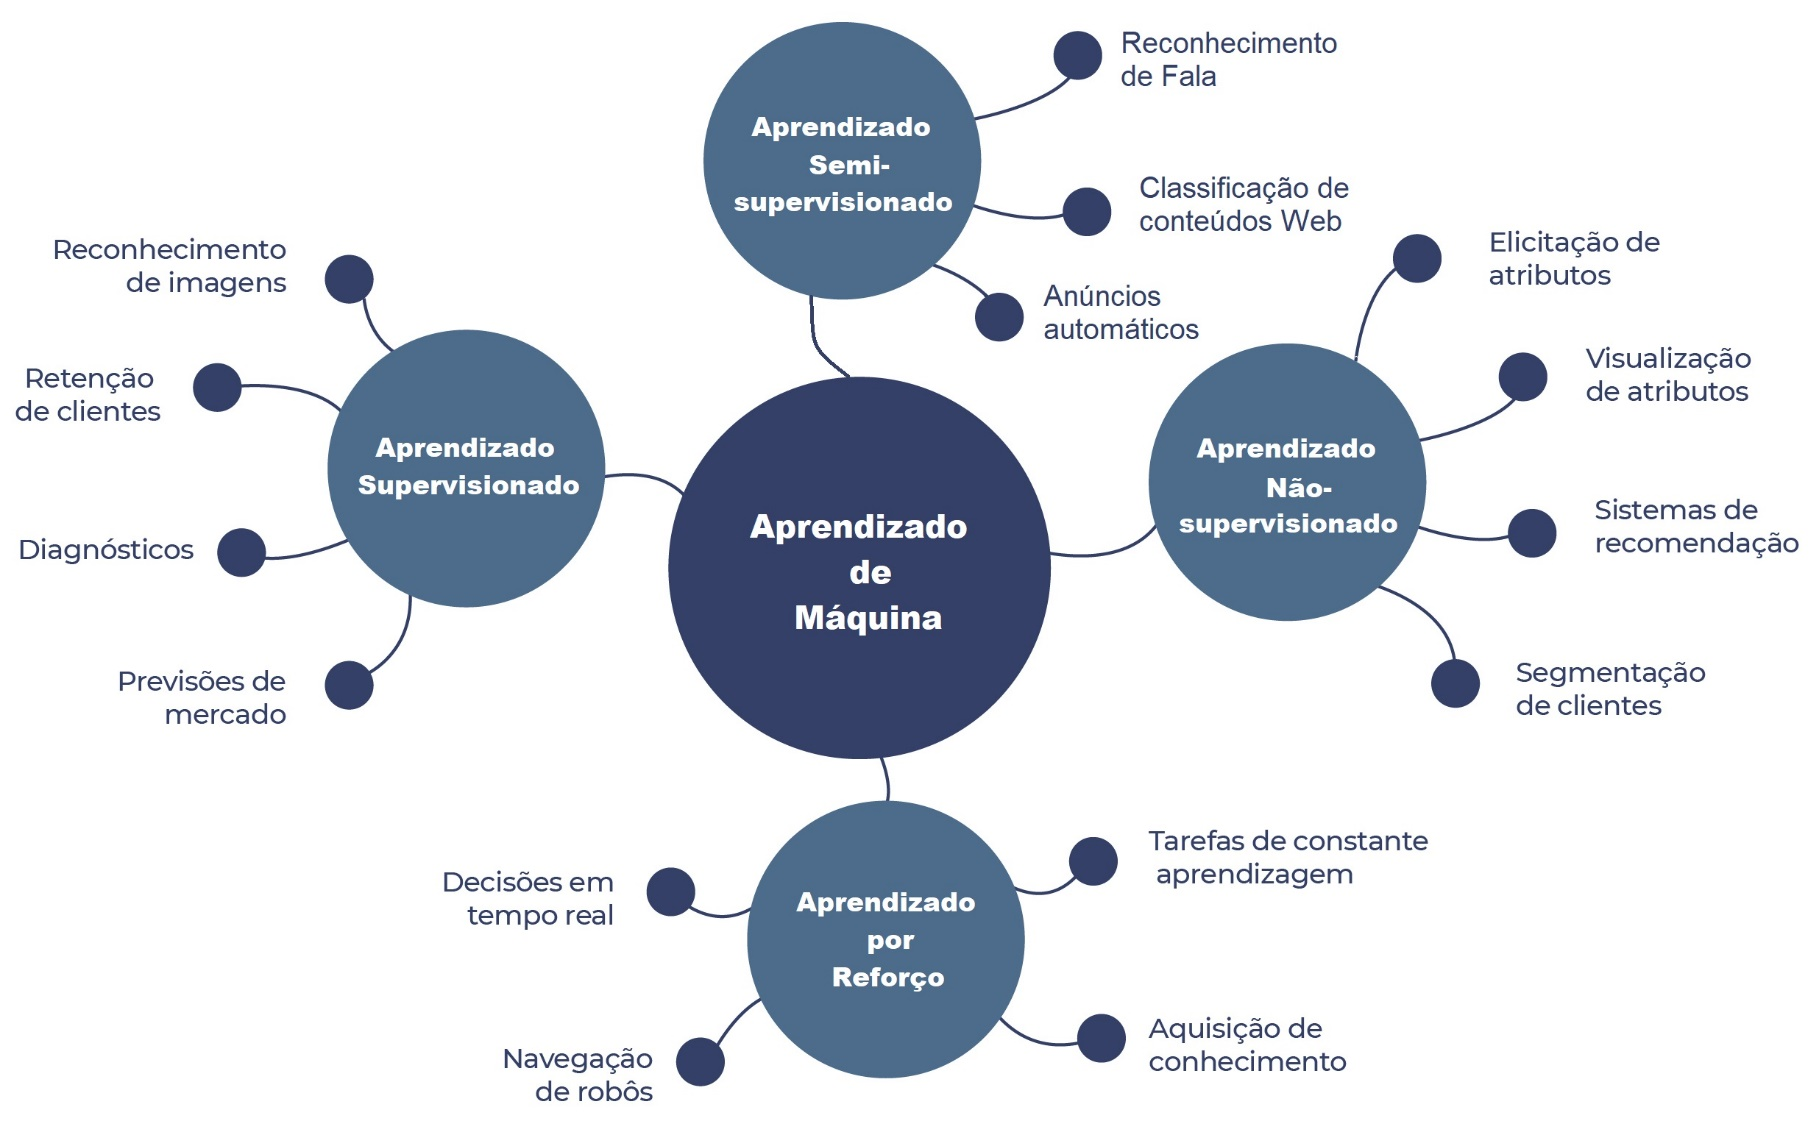 Aprendizado
Semi-
supervisionado
Reconhecimento
de Fala
Classificação de
conteúdos Web
Anúncios
automáticos
Reconhecimento
de imagens
Retenção
de clientes
Diagnósticos
Previsões de
mercado
Aprendizado
Supervisionado
Aprendizado
de
Máquina
Aprendizado
Não-
supervisionado
Elicitação de
atributos
Visualização
de atributos
Sistemas de
recomendação
Segmentação
de clientes
Decisões em
tempo real
Navegação
de robôs
Aprendizado
por
Reforço
Tarefas de constante
aprendizagem
Aquisição de
conhecimento